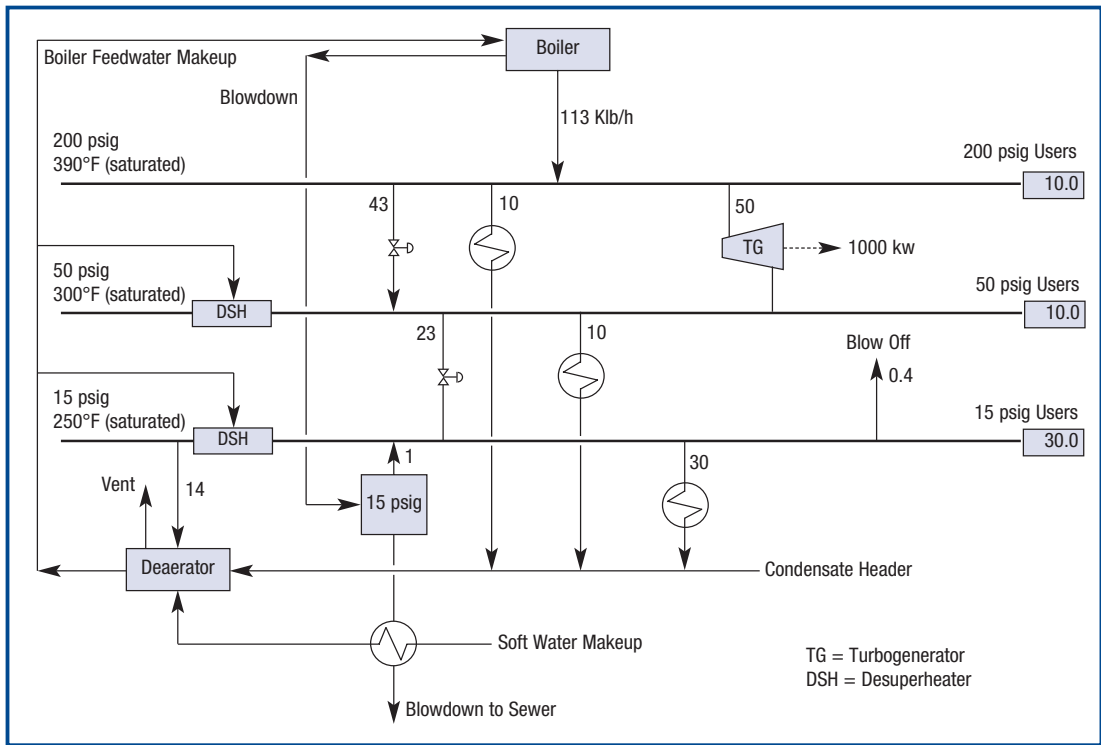 Boiler
Boiler Feedwater Makeup
Blowdown
113 Klb/h
200 psig
390°F (saturated)
200 psig Users
10.0
43
10
50
TG
1000 kw
50 psig
300°F (saturated)
DSH
50 psig Users
10.0
23
10
Blow Off
0.4
15 psig
250°F (saturated)
DSH
15 psig Users
30.0
1
30
Vent
14
15 psig
Deaerator
Condensate Header
Soft Water Makeup
TG = Turbogenerator
DSH = Desuperheater
Blowdown to Sewer